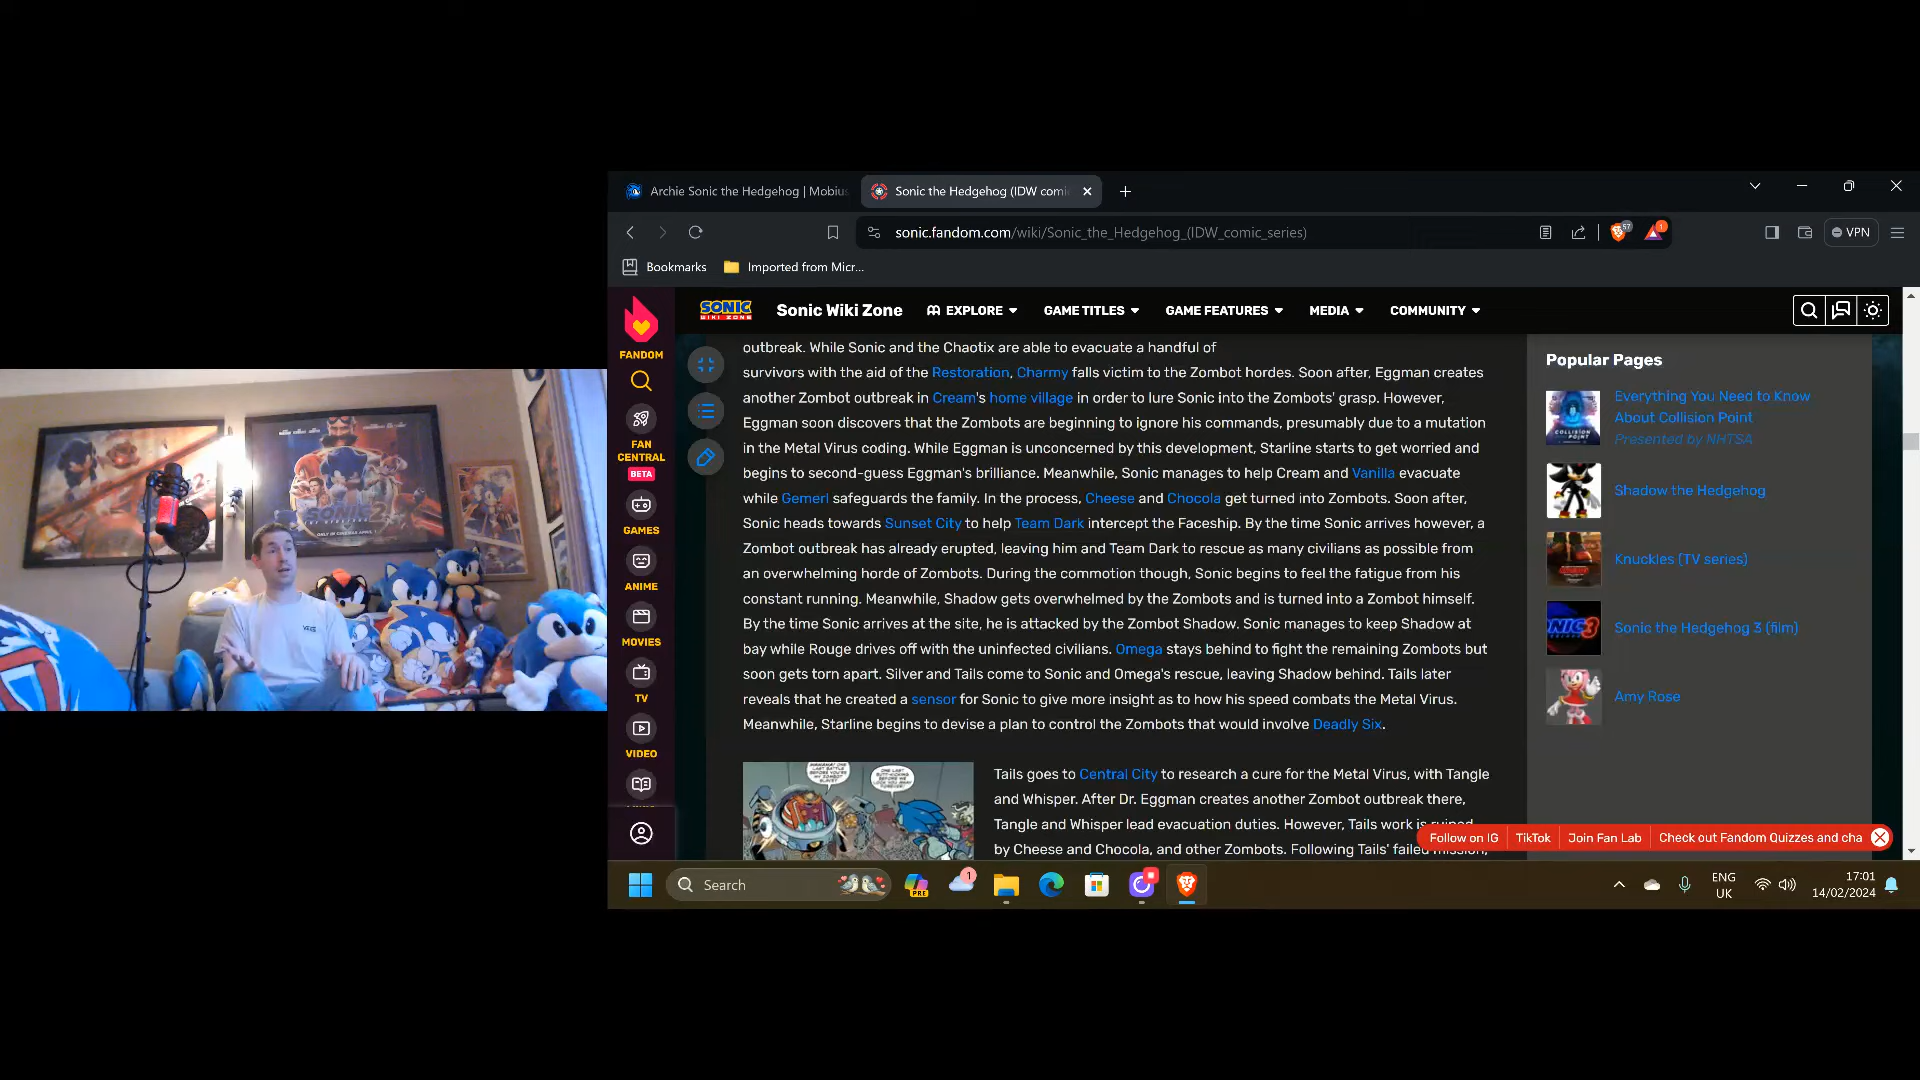 Archie Sonic the Hedgehog | Mobius
Sonic the Hedgehog (IDW comi
sonic.fandom.com/wiki/Sonic_the_Hedgehog_(IDW_comic_series)
57
1
VPN
Bookmarks
Imported from Micr...
FANDOM
FAN CENTRAL
BETA
GAMES
ANIME
MOVIES
TV
VIDEO
SONIC
WIKI ZONE
Sonic Wiki Zone
EXPLORE
GAME TITLES
GAME FEATURES
MEDIA
COMMUNITY
outbreak. While Sonic and the Chaotix are able to evacuate a handful of
survivors with the aid of the Restoration, Charmy falls victim to the Zombot hordes. Soon after, Eggman creates
another Zombot outbreak in Cream's home village in order to lure Sonic into the Zombots' grasp. However,
Eggman soon discovers that the Zombots are beginning to ignore his commands, presumably due to a mutation
in the Metal Virus coding. While Eggman is unconcerned by this development, Starline starts to get worried and
begins to second-guess Eggman's brilliance. Meanwhile, Sonic manages to help Cream and Vanilla evacuate
while Gemerl safeguards the family. In the process, Cheese and Chocola get turned into Zombots. Soon after,
Sonic heads towards Sunset City to help Team Dark intercept the Faceship. By the time Sonic arrives however, a
Zombot outbreak has already erupted, leaving him and Team Dark to rescue as many civilians as possible from
an overwhelming horde of Zombots. During the commotion though, Sonic begins to feel the fatigue from his
constant running. Meanwhile, Shadow gets overwhelmed by the Zombots and is turned into a Zombot himself.
By the time Sonic arrives at the site, he is attacked by the Zombot Shadow. Sonic manages to keep Shadow at
bay while Rouge drives off with the uninfected civilians. Omega stays behind to fight the remaining Zombots but
soon gets torn apart. Silver and Tails come to Sonic and Omega's rescue, leaving Shadow behind. Tails later
reveals that he created a sensor for Sonic to give more insight as to how his speed combats the Metal Virus.
Meanwhile, Starline begins to devise a plan to control the Zombots that would involve Deadly Six.
Tails goes to Central City to research a cure for the Metal Virus, with Tangle
and Whisper. After Dr. Eggman creates another Zombot outbreak there,
Tangle and Whisper lead evacuation duties. However, Tails work is ruined
by Cheese and Chocola, and other Zombots. Following Tails' failed mission,
Popular Pages
Everything You Need to Know
About Collision Point
Presented by NHTSA
Shadow the Hedgehog
Knuckles (TV series)
Sonic the Hedgehog 3 (film)
Amy Rose
Follow on IG
TikTok
Join Fan Lab
Check out Fandom Quizzes and cha
Search
PRE
1
ENG
UK
17:01
14/02/2024